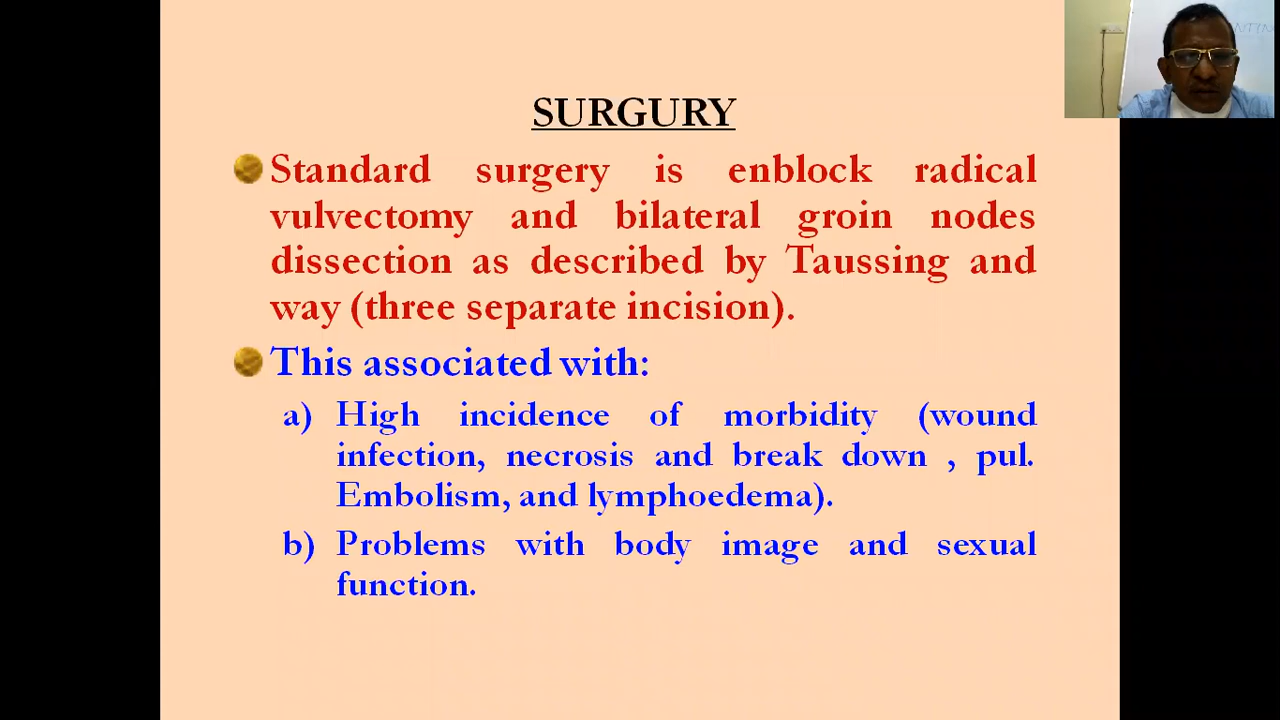 SURGURY
Standard surgery is enblock radical
vulvectomy and bilateral groin nodes
dissection as described by Taussing and
way (three separate incision).
This associated with:
a) High incidence of morbidity (wound
infection, necrosis and break down , pul.
Embolism, and lymphoedema).
b) Problems with body image and sexual
function.